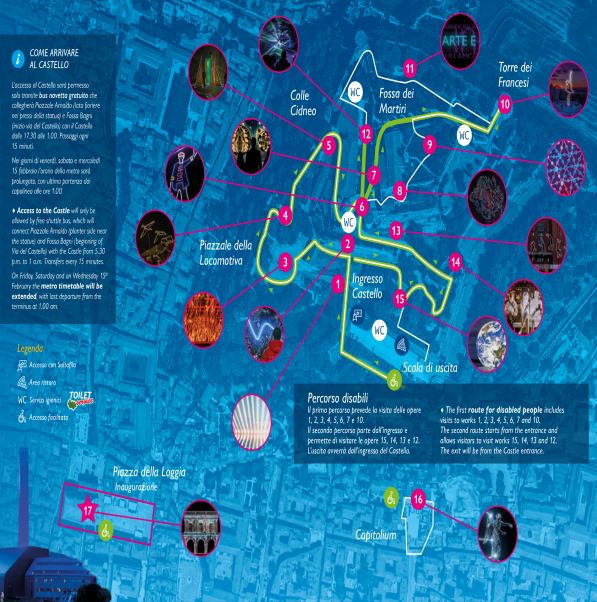 COME ARRIVARE
AL CASTELLO
L'accesso al Castello sarà permesso
solo tramite bus navetta gratuito che
collegherà Piazzale Arnaldo (lato fioriere
nei pressi della statua) e Fossa Bagni
(inizio via del Castello) con il Castello
dalle 17.30 alle 1.00. Passaggi ogni
15 minuti.
Nei giorni di venerdì, sabato e mercoledì
15 febbraio l'orario della metro sarà
prolungato, con ultima partenza dai
capolinea alle ore 1.00.
♦ Access to the Castle will only be
allowed by free shuttle bus, which will
connect Piazzale Arnaldo (planter side near
the statue) and Fossa Bagni (beginning of
Via del Castello) with the Castle from 5.30
p.m. to 1 a.m. Transfers every 15 minutes.
On Friday, Saturday and on Wednesday 15th
February the metro timetable will be
extended, with last departure from the
terminus at 1.00 am.
Legenda
Accesso con Saltafila
Area ristoro
WC Servizi igienici
TOILET
Accesso facilitato
ARTE E
11
Torre dei
Francesi
10
WC
Fossa dei
Martiri
Colle
Cidneo
12
WC
9
5
7
8
6
4
WC
13
2
Piazzale della
Locomotiva
3
14
1
Ingresso
Castello
15
WC
Scala di uscita
Percorso disabili
Il primo percorso prevede la visita delle opere
1, 2, 3, 4, 5, 6, 7 e 10.
Il secondo percorso parte dall'ingresso e
permette di visitare le opere 15, 14, 13 e 12.
L'uscita avverrà dall'ingresso del Castello.
♦ The first route for disabled people includes
visits to works 1, 2, 3, 4, 5, 6, 7 and 10.
The second route starts from the entrance and
allows visitors to visit works 15, 14, 13 and 12.
The exit will be from the Castle entrance.
Piazza della Loggia
Inaugurazione
17
16
Capitolium